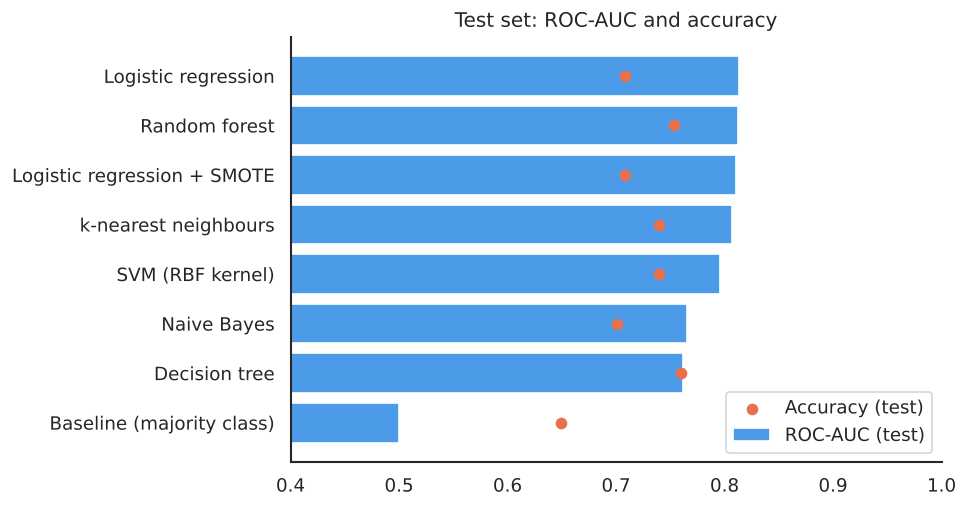 Test set: ROC-AUC and accuracy
Logistic regression
Random forest
Logistic regression + SMOTE
k-nearest neighbours
SVM (RBF kernel)
Naive Bayes
Decision tree
Baseline (majority class)
Accuracy (test)
ROC-AUC (test)
0.4 0.5 0.6 0.7 0.8 0.9 1.0